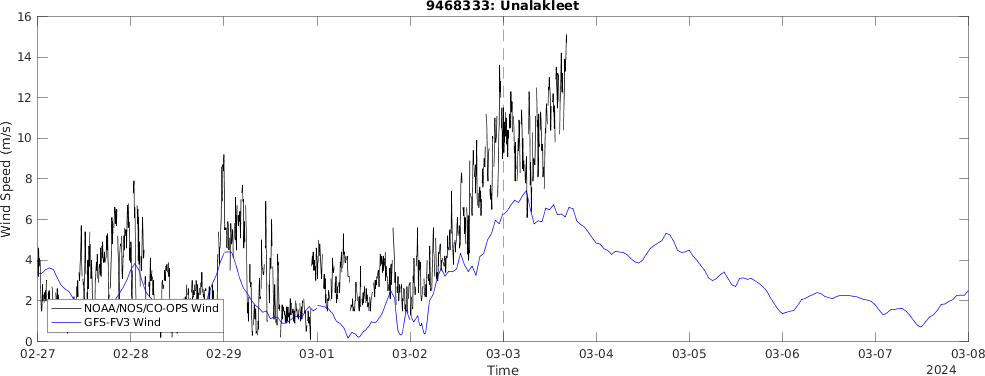 9468333: Unalakleet
Wind Speed (m/s)
16
14
12
10
8
6
4
2
0
NOAA/NOS/CO-OPS Wind
GFS-FV3 Wind
02-27 02-28 02-29 03-01 03-02 03-03 03-04 03-05 03-06 03-07 03-08
Time
2024